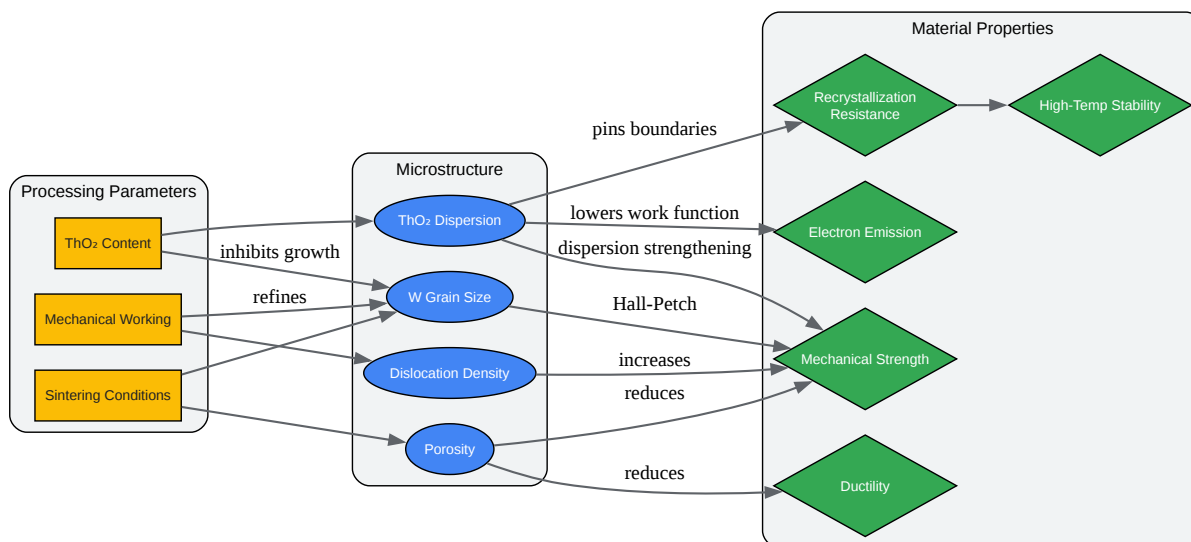 Processing Parameters
ThO₂ Content
Mechanical Working
Sintering Conditions
inhibits growth
refines
Microstructure
ThO₂ Dispersion
W Grain Size
Dislocation Density
Porosity
pins boundaries
lowers work function
dispersion strengthening
Hall-Petch
increases
reduces
reduces
Material Properties
Recrystallization
Resistance
High-Temp Stability
Electron Emission
Mechanical Strength
Ductility